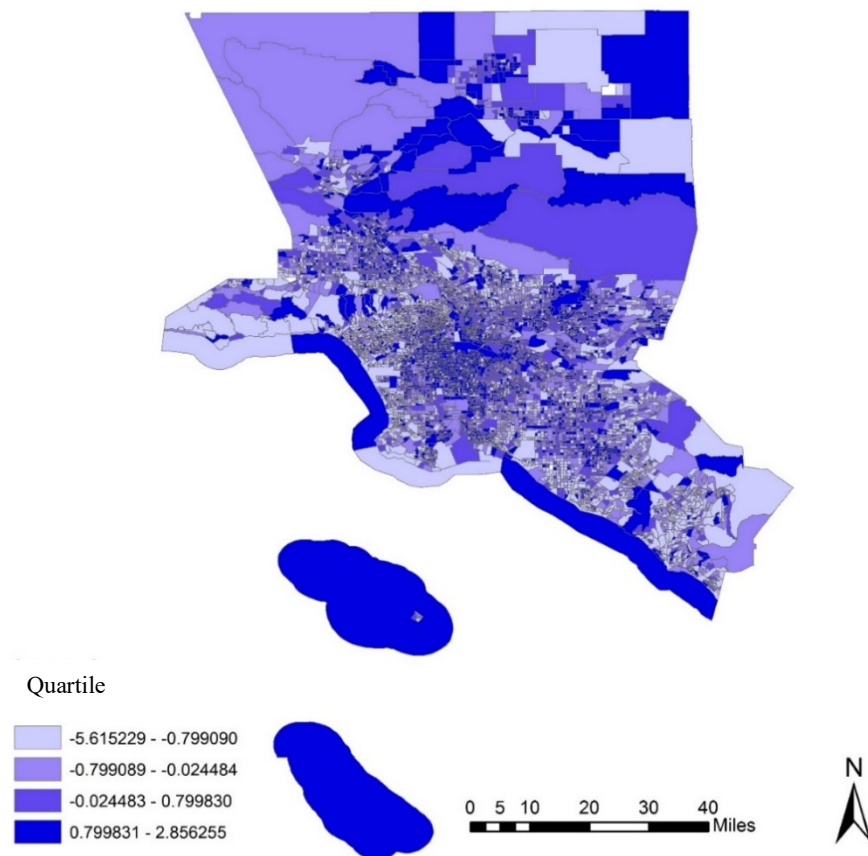 Quartile
-5.615229 - -0.799090
-0.799089 - -0.024484
-0.024483 - 0.799830
0.799831 - 2.856255
0 5 10 20 30 40
Miles
N